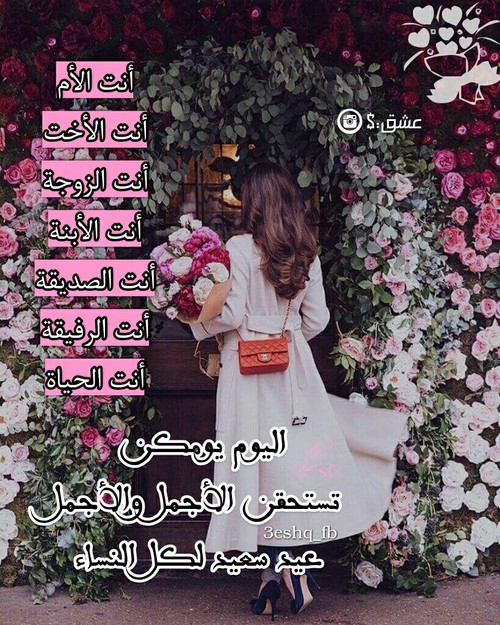 أنت الأم
عشق:$
أنت الأخت
أنت الزوجة
أنت الأبنة
أنت الصديقة
أنت الرفيقة
أنت الحياة
اليوم يومكن
تستحقن الأجمل والأجمل
3eshq_fb
عيد سعيد لكل النساء